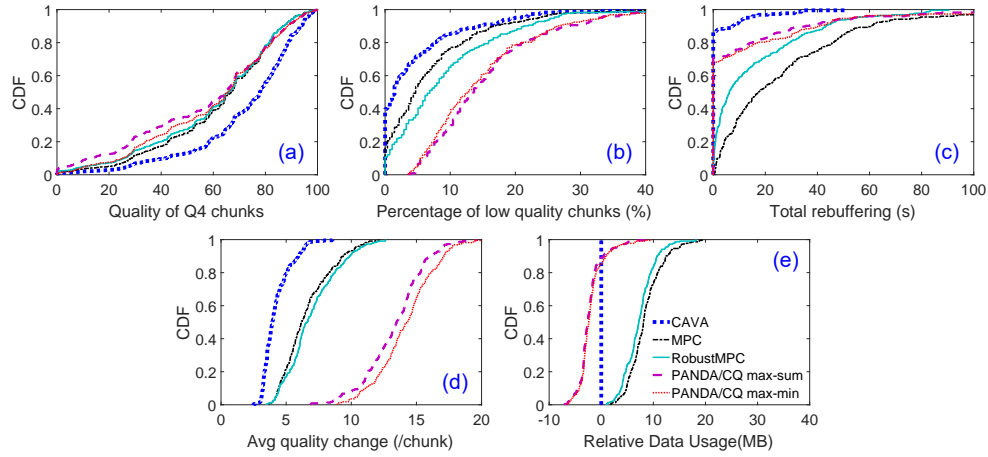 1
0.8
0.6
0.4
0.2
0
CDF
0 20 40 60 80 100
Quality of Q4 chunks
(a)
1
0.8
0.6
0.4
0.2
0
CDF
0 10 20 30 40
Percentage of low quality chunks (%)
(b)
1
0.8
0.6
0.4
0.2
0
CDF
0 20 40 60 80 100
Total rebuffering (s)
(c)
1
0.8
0.6
0.4
0.2
0
CDF
0 5 10 15 20
Avg quality change (/chunk)
(d)
1
0.8
0.6
0.4
0.2
0
CDF
-10 0 10 20 30 40
Relative Data Usage(MB)
(e)
CAVA
MPC
RobustMPC
PANDA/CQ max-sum
PANDA/CQ max-min